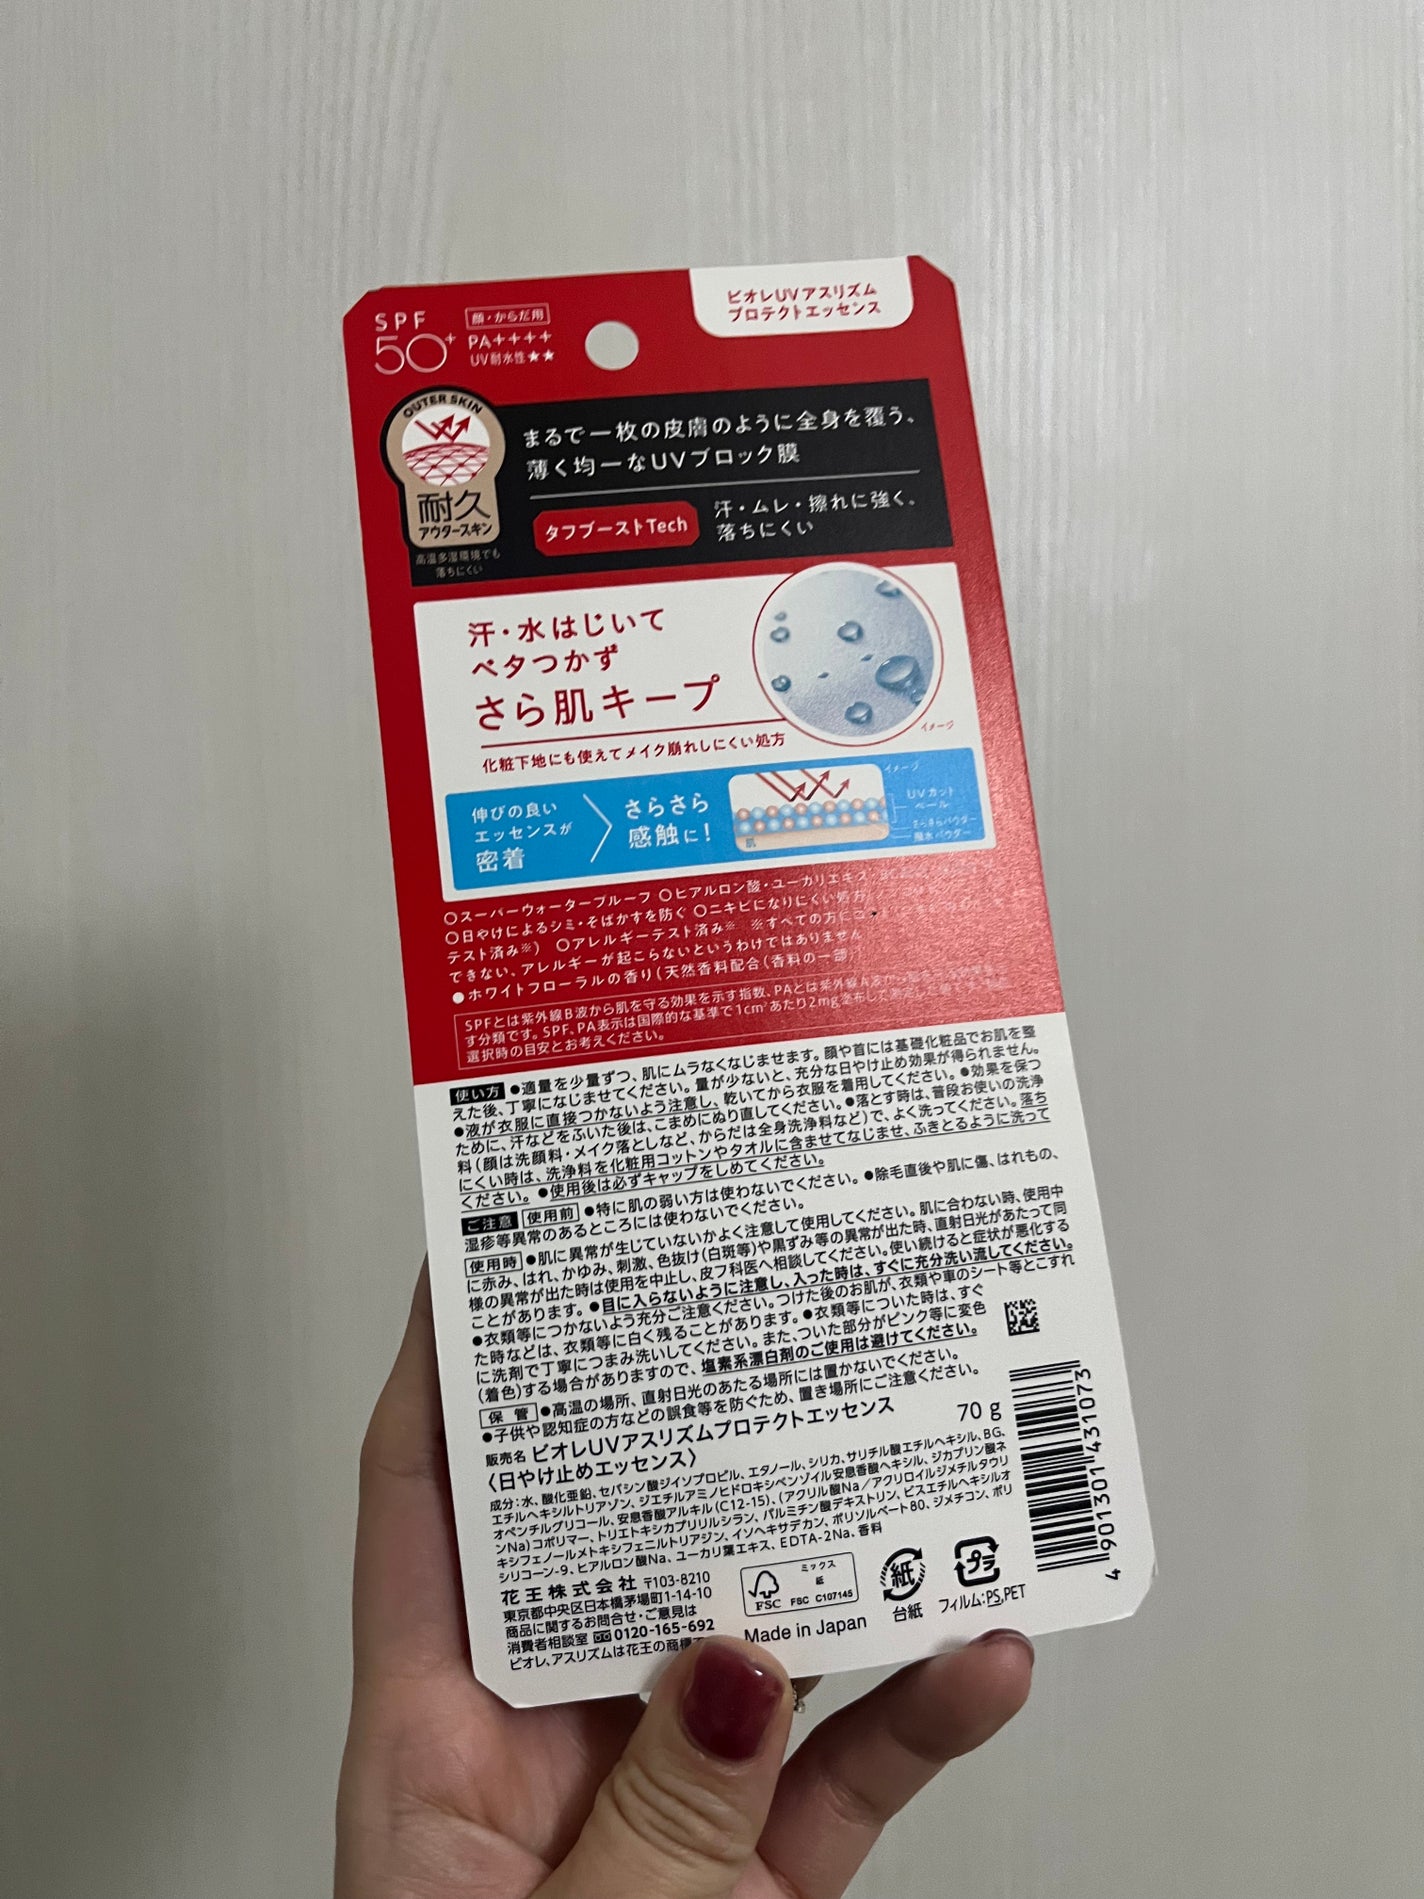 ビオレUVアスリズム
プロテクトエッセンス
SPF
50+
顔・からだ用
PA++++
UV耐水性★★
OUTER SKIN
耐久
アウタースキン
高温多湿環境でも
落ちにくい
まるで一枚の皮膚のように全身を覆う、
薄く均一なUVブロック膜
タフブーストTech
汗・ムレ・擦れに強く、
落ちにくい
汗・水はじいて
ベタつかず
さら肌キープ
化粧下地にも使えてメイク崩れしにくい処方
イメージ
伸びの良い
エッセンスが
密着
さらさら
感触に!
イメージ
UVカット
ベール
さらさらパウダー
撥水パウダー
肌
○スーパーウォータープルーフ ○ヒアルロン酸・ユーカリエキス・
○日やけによるシミ・そばかすを防ぐ ○ニキビになりにくい処方
テスト済み※) ○アレルギーテスト済み※ ※すべての方に
できない、アレルギーが起こらないというわけではありません
●ホワイトフローラルの香り(天然香料配合(香料の一部))
SPFとは紫外線B波から肌を守る効果を示す指数、PAとは紫外線A波
す分類です。SPF、PA表示は国際的な基準で1cm²あたり2mg塗布して
選択時の目安とお考えください。
使い方 ●適量を少量ずつ、肌にムラなくなじませます。顔や首には基礎化粧品でお肌を整
えた後、丁寧になじませてください。量が少ないと、充分な日やけ止め効果が得られません。
●液が衣服に直接つかないよう注意し、乾いてから衣服を着用してください。●効果を保つ
ために、汗などをふいた後は、こまめにぬり直してください。●落とす時は、普段お使いの洗浄
料(顔は洗顔料・メイク落としなど、からだは全身洗浄料など)で、よく洗ってください。落ち
にくい時は、洗浄料を化粧用コットンやタオルに含ませてなじませ、ふきとるように洗って
ください。●使用後は必ずキャップをしめてください。
ご注意 使用前 ●特に肌の弱い方は使わないでください。●除毛直後や肌に傷、はれもの、
湿疹等異常のあるところには使わないでください。
使用時 ●肌に異常が生じていないかよく注意して使用してください。肌に合わない時、使用中
に赤み、はれ、かゆみ、刺激、色抜け(白斑等)や黒ずみ等の異常が出た時、直射日光があたって同
様の異常が出た時は使用を中止し、皮フ科医へ相談してください。使い続けると症状が悪化する
ことがあります。●目に入らないように注意し、入った時は、すぐに充分洗い流してください。
●衣類等につかないよう充分ご注意ください。つけた後のお肌が、衣類や車のシート等とこすれ
た時などは、衣類等に白く残ることがあります。●衣類等についた時は、すぐ
に洗剤で丁寧につまみ洗いしてください。また、ついた部分がピンク等に変色
(着色)する場合がありますので、塩素系漂白剤のご使用は避けてください。
保管 ●高温の場所、直射日光のあたる場所には置かないでください。
●子供や認知症の方などの誤食等を防ぐため、置き場所にご注意ください。
販売名 ビオレUVアスリズムプロテクトエッセンス 70g
〈日やけ止めエッセンス〉
成分:水、酸化亜鉛、セバシン酸ジイソプロピル、エタノール、シリカ、サリチル酸エチルヘキシル、BG、
エチルヘキシルトリアゾン、ジエチルアミノヒドロキシベンゾイル安息香酸ヘキシル、ジカプリン酸ネ
オペンチルグリコール、安息香酸アルキル(C12-15)、(アクリル酸Na/アクリロイルジメチルタウリ
ンNa)コポリマー、トリエトキシカプリリルシラン、パルミチン酸デキストリン、ビスエチルヘキシルオ
キシフェノールメトキシフェニルトリアジン、イソヘキサデカン、ポリソルベート80、ジメチコン、ポリ
シリコーン-9、ヒアルロン酸Na、ユーカリ葉エキス、EDTA-2Na、香料
花王株式会社 〒103-8210
東京都中央区日本橋茅場町1-14-10
商品に関するお問合せ・ご意見は
消費者相談室 0120-165-692
ビオレ、アスリズムは花王の商標
FSC
ミックス
紙
FSC C107145
Made in Japan
紙
台紙
プラ
フィルム:PS,PET
4 901301 431073